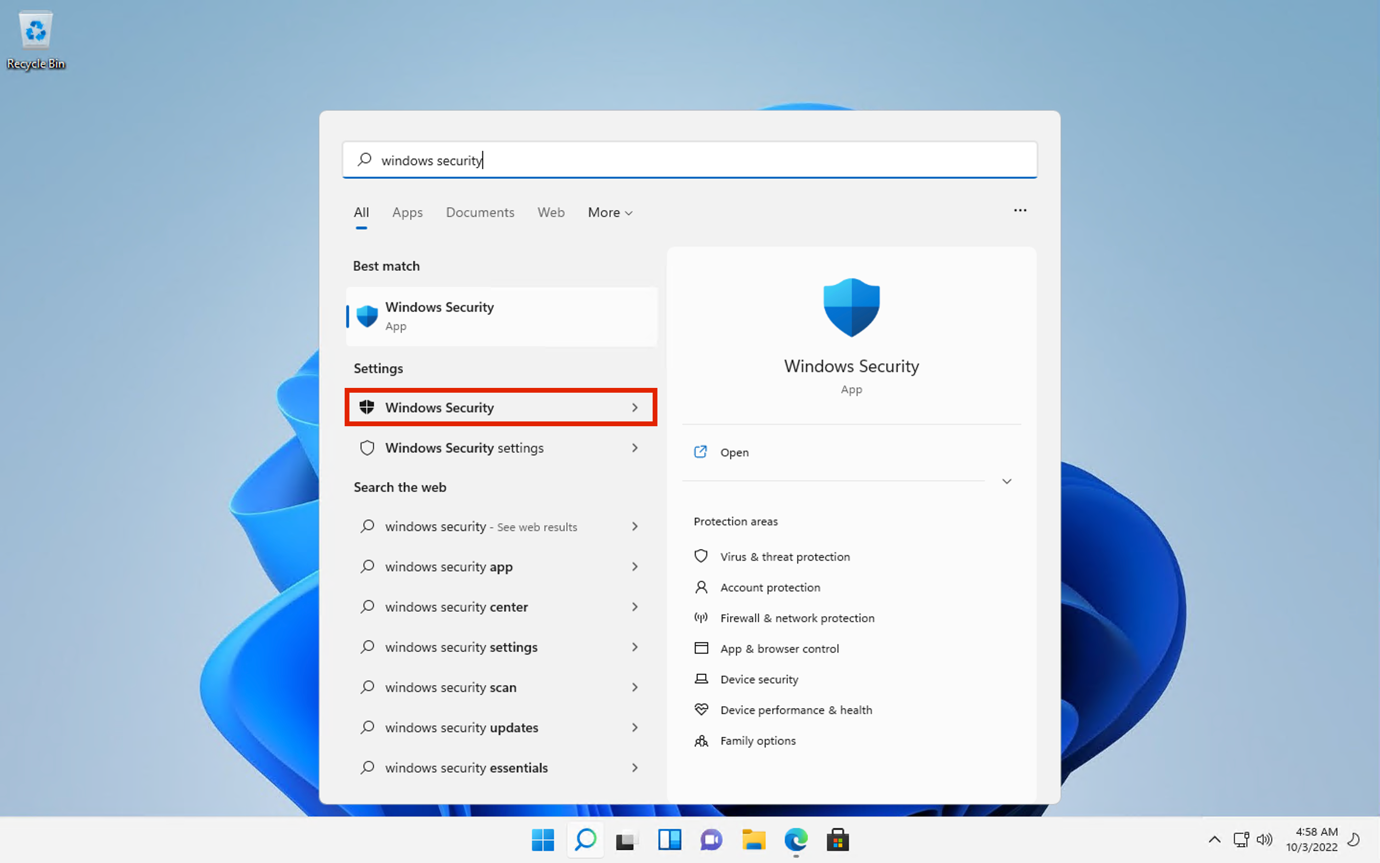 Recycle Bin
windows security
All Apps Documents Web More
Best match
Windows Security
App
Settings
Windows Security
Windows Security settings
Search the web
windows security - See web results
windows security app
windows security center
windows security settings
windows security scan
windows security updates
windows security essentials
Windows Security
App
Open
Protection areas
Virus & threat protection
Account protection
Firewall & network protection
App & browser control
Device security
Device performance & health
Family options
4:58 AM
10/3/2022